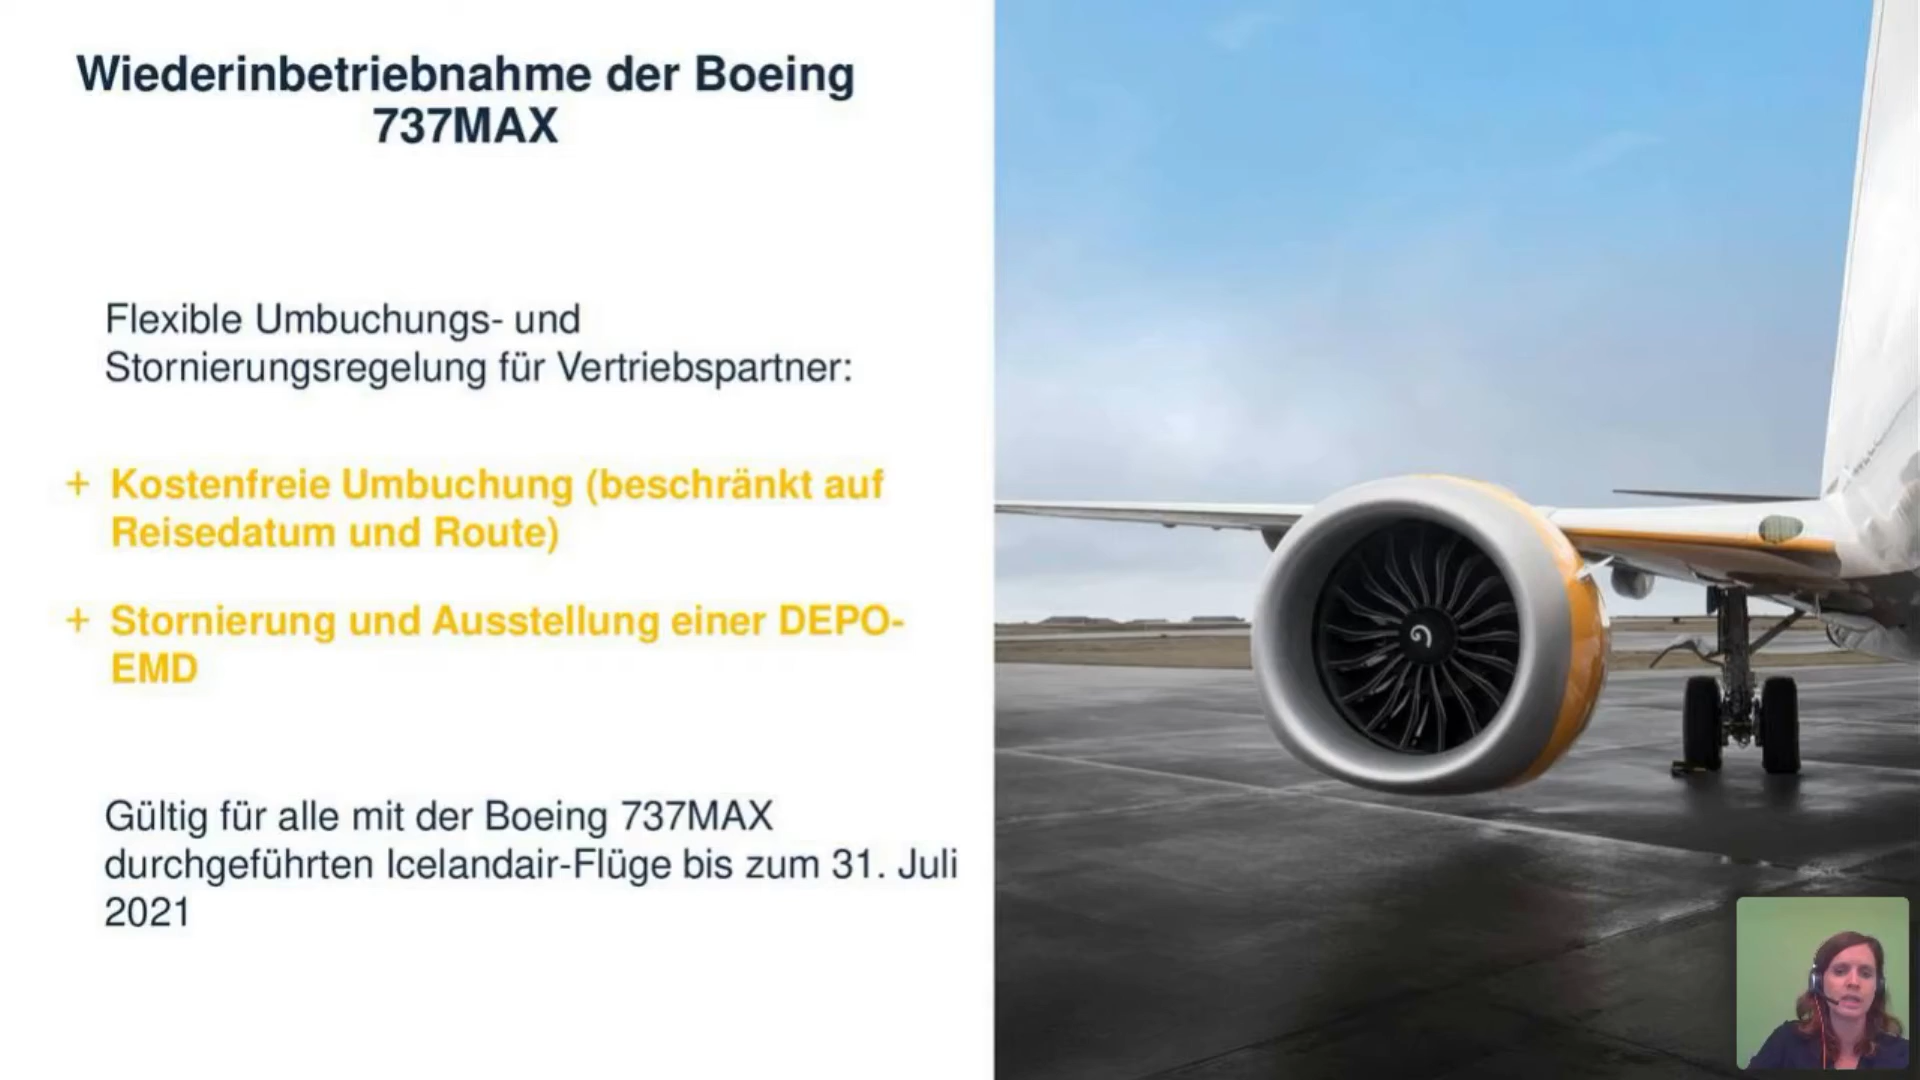 Wiederinbetriebnahme der Boeing
737MAX
Flexible Umbuchungs- und
Stornierungsregelung für Vertriebspartner:
+ Kostenfreie Umbuchung (beschränkt auf
Reisedatum und Route)
+ Stornierung und Ausstellung einer DEPO-
EMD
Gültig für alle mit der Boeing 737MAX
durchgeführten Icelandair-Flüge bis zum 31. Juli
2021